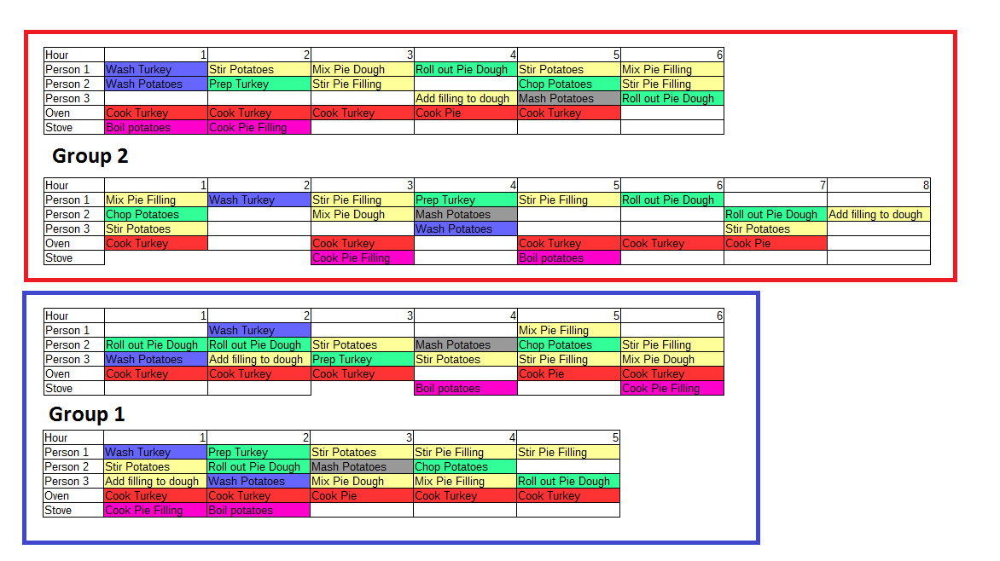 Hour 1 2 3 4 5 6
Person 1 Wash Turkey Stir Potatoes Mix Pie Dough Roll out Pie Dough Stir Potatoes Mix Pie Filling
Person 2 Wash Potatoes Prep Turkey Stir Pie Filling Chop Potatoes Stir Pie Filling
Person 3 Add filling to dough Mash Potatoes Roll out Pie Dough
Oven Cook Turkey Cook Turkey Cook Turkey Cook Pie Cook Turkey
Stove Boil potatoes Cook Pie Filling
Group 2
Hour 1 2 3 4 5 6 7 8
Person 1 Mix Pie Filling Wash Turkey Stir Pie Filling Prep Turkey Stir Pie Filling Roll out Pie Dough
Person 2 Chop Potatoes Mix Pie Dough Mash Potatoes Roll out Pie Dough Add filling to dough
Person 3 Stir Potatoes Wash Potatoes Stir Potatoes
Oven Cook Turkey Cook Turkey Cook Turkey Cook Turkey Cook Pie
Stove Cook Pie Filling Boil potatoes
Hour 1 2 3 4 5 6
Person 1 Wash Turkey Mix Pie Filling
Person 2 Roll out Pie Dough Roll out Pie Dough Stir Potatoes Mash Potatoes Chop Potatoes Stir Pie Filling
Person 3 Wash Potatoes Add filling to dough Prep Turkey Stir Potatoes Stir Pie Filling Mix Pie Dough
Oven Cook Turkey Cook Turkey Cook Turkey Cook Pie Cook Turkey
Stove Boil potatoes Cook Pie Filling
Group 1
Hour 1 2 3 4 5
Person 1 Wash Turkey Prep Turkey Stir Potatoes Stir Pie Filling Stir Pie Filling
Person 2 Stir Potatoes Roll out Pie Dough Mash Potatoes Chop Potatoes
Person 3 Add filling to dough Wash Potatoes Mix Pie Dough Mix Pie Filling Roll out Pie Dough
Oven Cook Turkey Cook Turkey Cook Pie Cook Turkey Cook Turkey
Stove Cook Pie Filling Boil potatoes